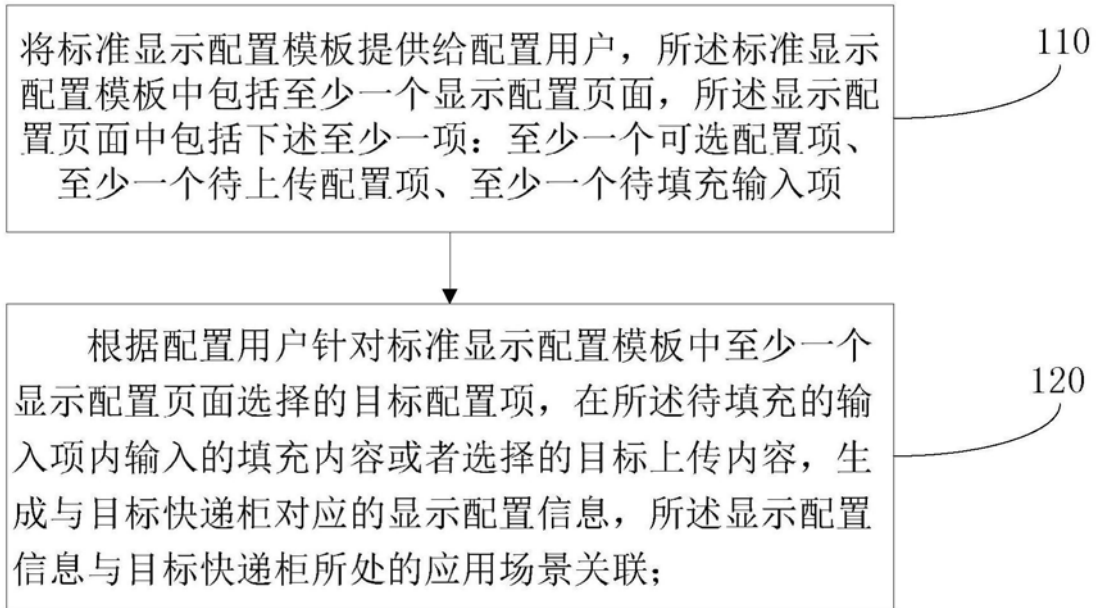 将标准显示配置模板提供给配置用户，所述标准显示
配置模板中包括至少一个显示配置页面，所述显示配
置页面中包括下述至少一项：至少一个可选配置项、
至少一个待上传配置项、至少一个待填充输入项
110
根据配置用户针对标准显示配置模板中至少一个
显示配置页面选择的目标配置项，在所述待填充的输
入项内输入的填充内容或者选择的目标上传内容，生
成与目标快递柜对应的显示配置信息，所述显示配置
信息与目标快递柜所处的应用场景关联；
120